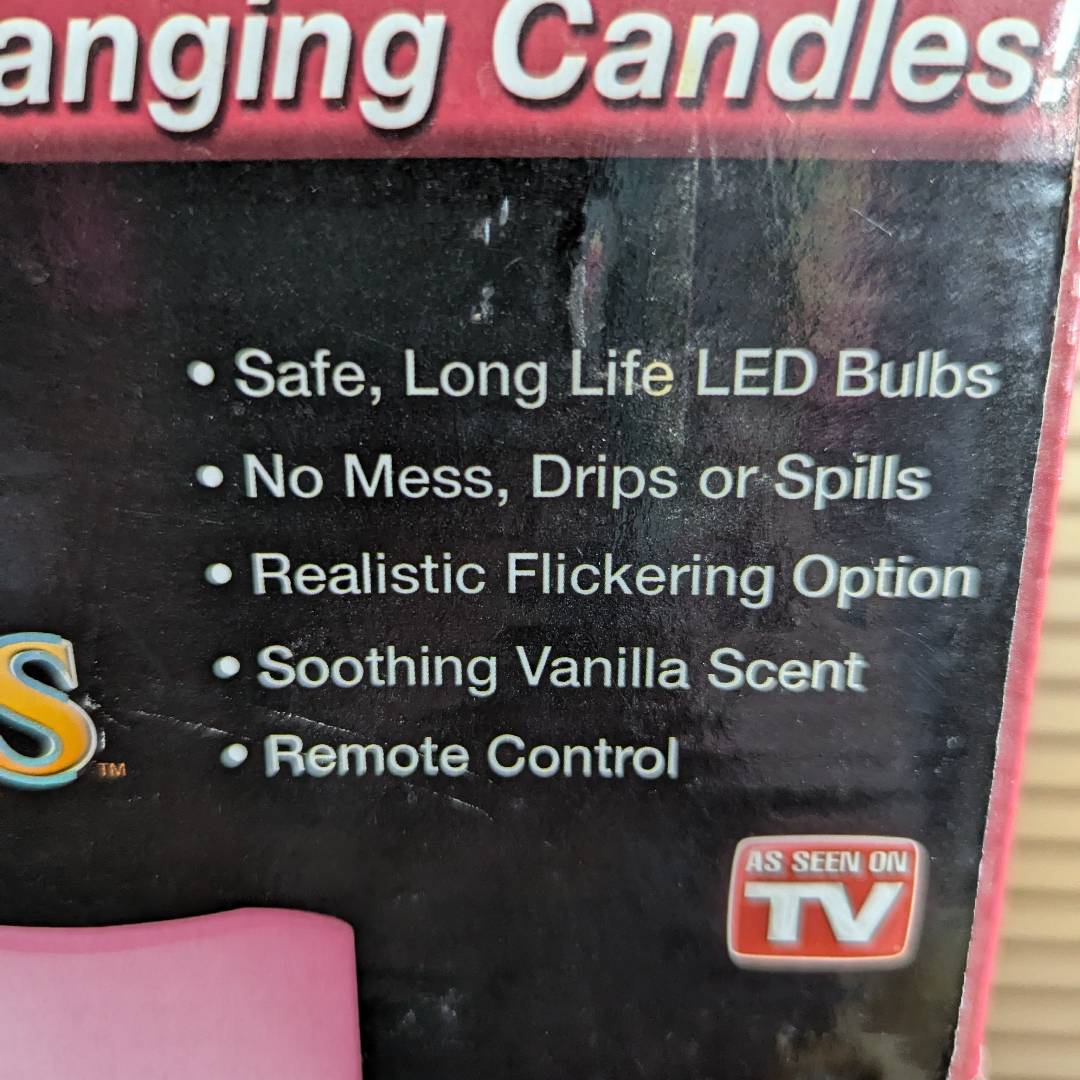 anging Candles!
• Safe, Long Life LED Bulbs
• No Mess, Drips or Spills
• Realistic Flickering Option
• Soothing Vanilla Scent
• Remote Control
S™
AS SEEN ON
TV